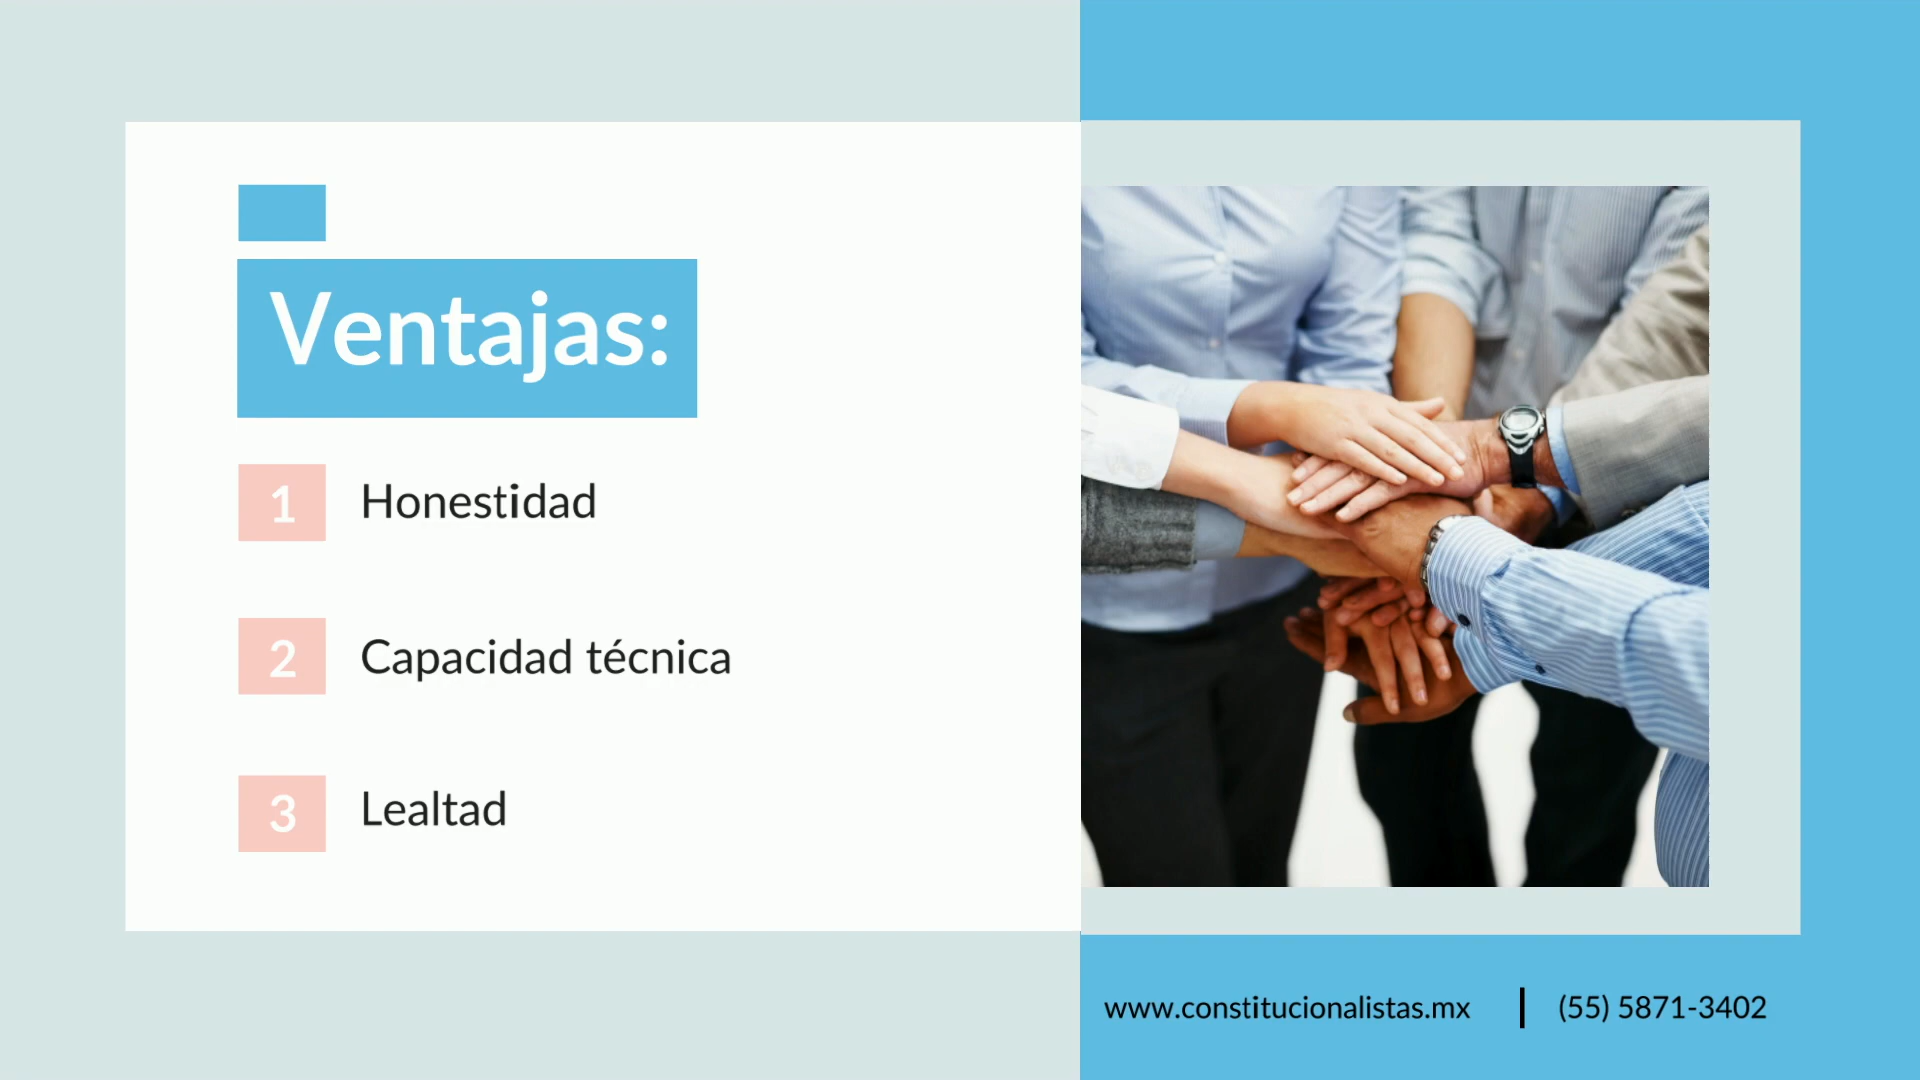 Ventajas:
1 Honestidad
2 Capacidad técnica
3 Lealtad
www.constitucionalistas.mx | (55) 5871-3402